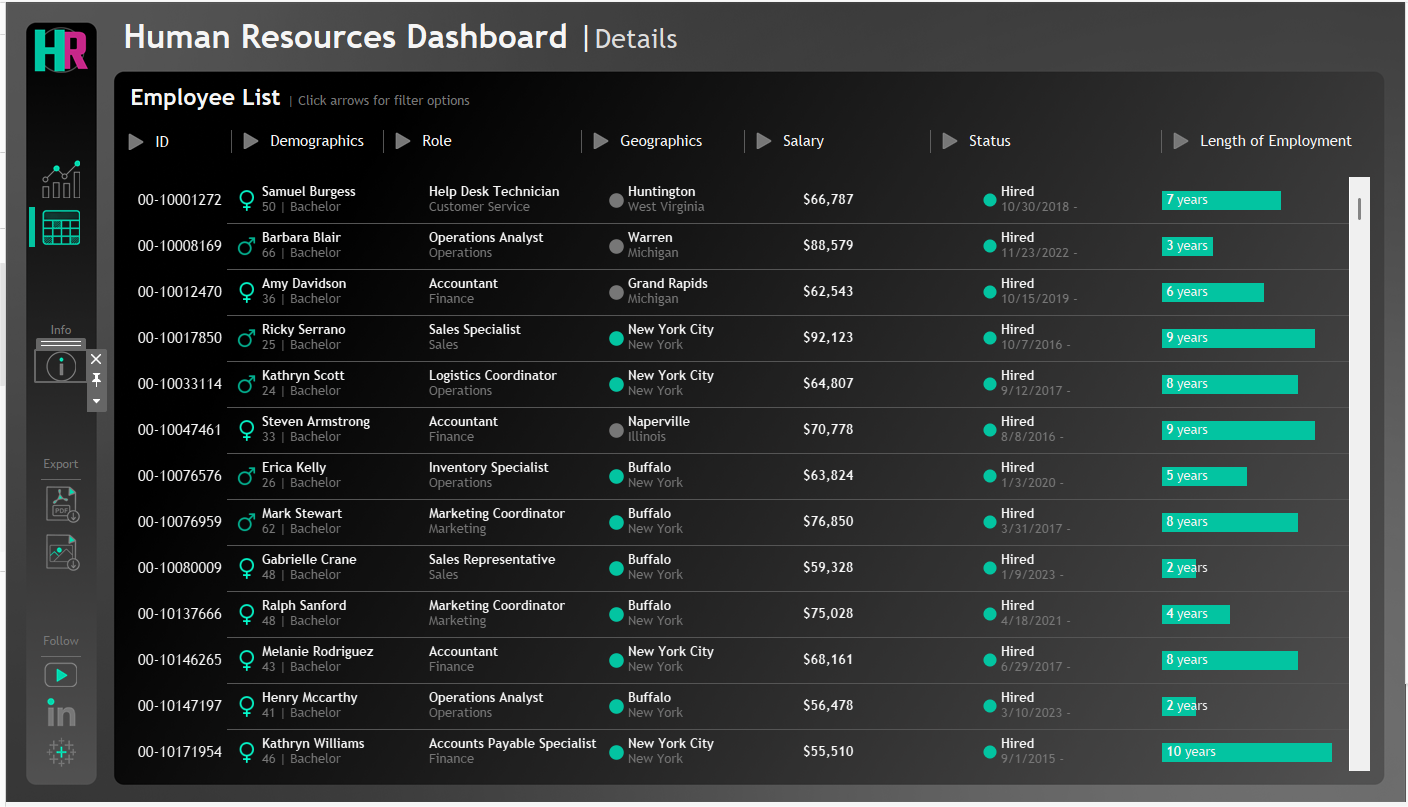 HR
Human Resources Dashboard | Details
Employee List | Click arrows for filter options
ID Demographics Role Geographics Salary Status Length of Employment
00-10001272 Samuel Burgess Help Desk Technician Huntington $66,787 Hired 7 years
50 | Bachelor Customer Service West Virginia 10/30/2018 -
00-10008169 Barbara Blair Operations Analyst Warren $88,579 Hired 3 years
66 | Bachelor Operations Michigan 11/23/2022 -
00-10012470 Amy Davidson Accountant Grand Rapids $62,543 Hired 6 years
36 | Bachelor Finance Michigan 10/15/2019 -
00-10017850 Ricky Serrano Sales Specialist New York City $92,123 Hired 9 years
25 | Bachelor Sales New York 10/7/2016 -
00-10033114 Kathryn Scott Logistics Coordinator New York City $64,807 Hired 8 years
24 | Bachelor Operations New York 9/12/2017 -
00-10047461 Steven Armstrong Accountant Naperville $70,778 Hired 9 years
33 | Bachelor Finance Illinois 8/8/2016 -
00-10076576 Erica Kelly Inventory Specialist Buffalo $63,824 Hired 5 years
26 | Bachelor Operations New York 1/3/2020 -
00-10076959 Mark Stewart Marketing Coordinator Buffalo $76,850 Hired 8 years
62 | Bachelor Marketing New York 3/31/2017 -
00-10080009 Gabrielle Crane Sales Representative Buffalo $59,328 Hired 2 years
48 | Bachelor Sales New York 1/9/2023 -
00-10137666 Ralph Sanford Marketing Coordinator Buffalo $75,028 Hired 4 years
48 | Bachelor Marketing New York 4/18/2021 -
00-10146265 Melanie Rodriguez Accountant New York City $68,161 Hired 8 years
43 | Bachelor Finance New York 6/29/2017 -
00-10147197 Henry Mccarthy Operations Analyst Buffalo $56,478 Hired 2 years
41 | Bachelor Operations New York 3/10/2023 -
00-10171954 Kathryn Williams Accounts Payable Specialist New York City $55,510 Hired 10 years
46 | Bachelor Finance New York 9/1/2015 -
Info
i
Export
PDF
Follow
in